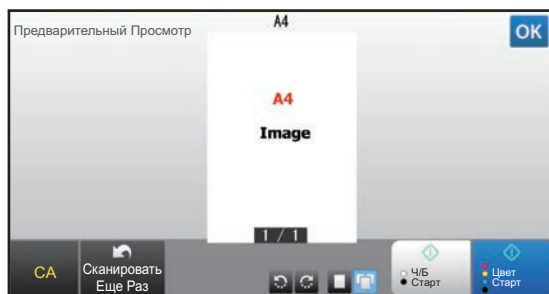 Предварительный Просмотр
A4
OK
A4
Image
1 / 1
CA
Сканировать
Еще Раз
Ч/Б
Старт
Цвет
Старт